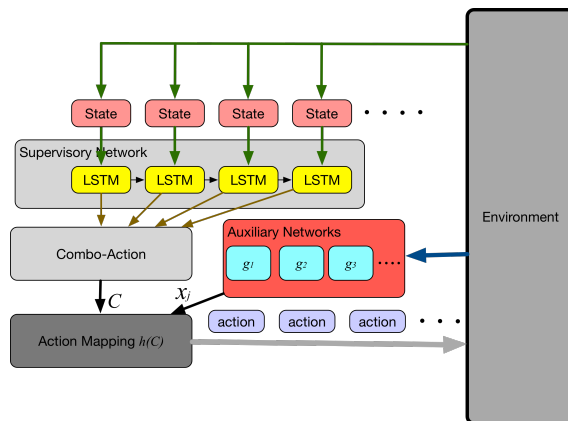 State State State State
Supervisory Network
LSTM LSTM LSTM LSTM
Environment
Auxiliary Networks
Combo-Action
g1 g2 g3
C
xj
action action action
Action Mapping h(C)